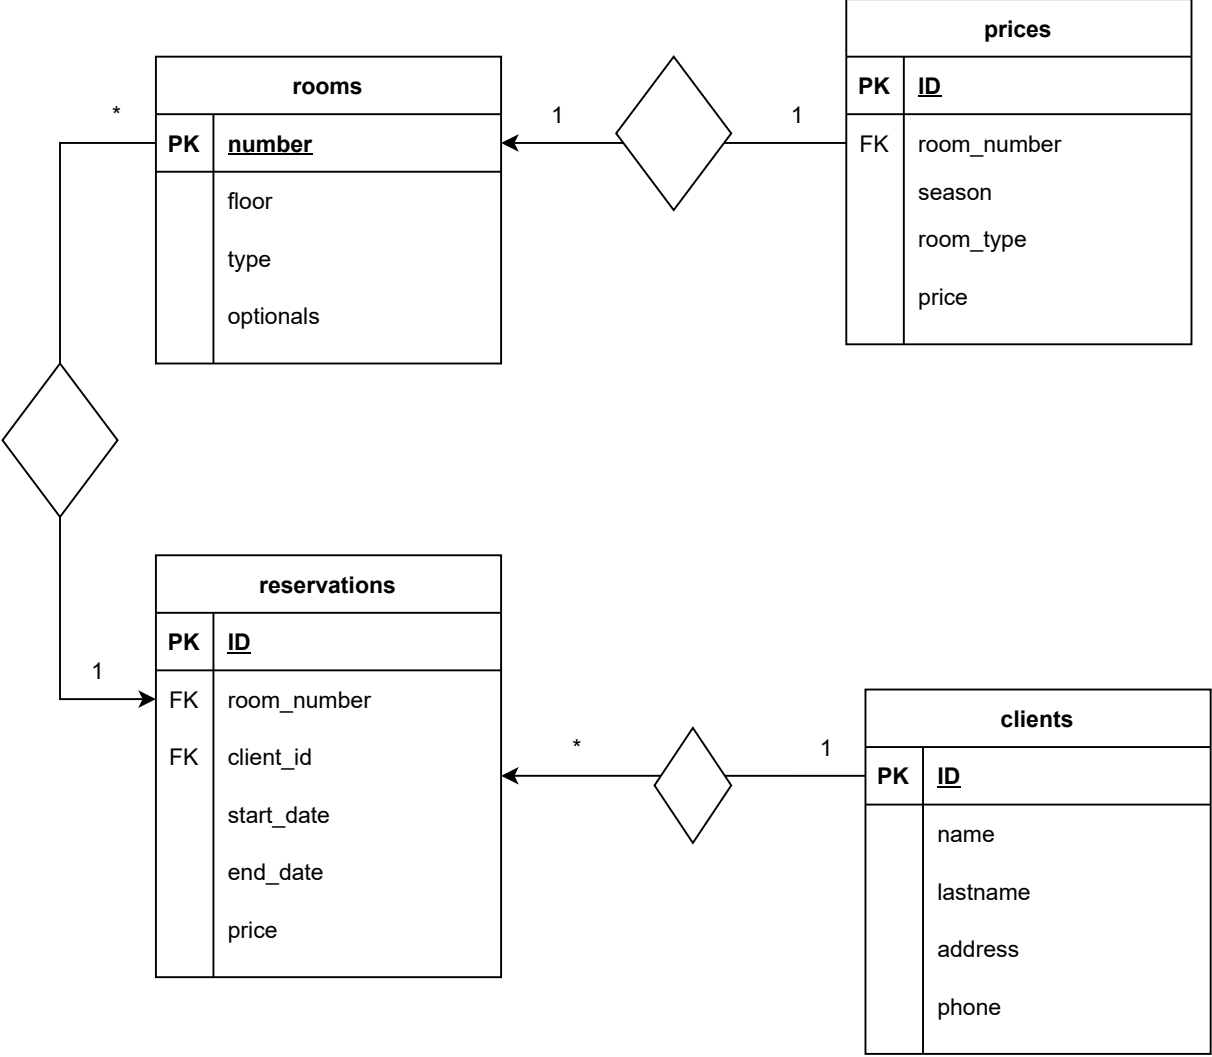 prices
PK ID
FK room_number
season
room_type
price
rooms
PK number
floor
type
optionals
1 1
*
1
reservations
PK ID
FK room_number
FK client_id
start_date
end_date
price
* 1
clients
PK ID
name
lastname
address
phone